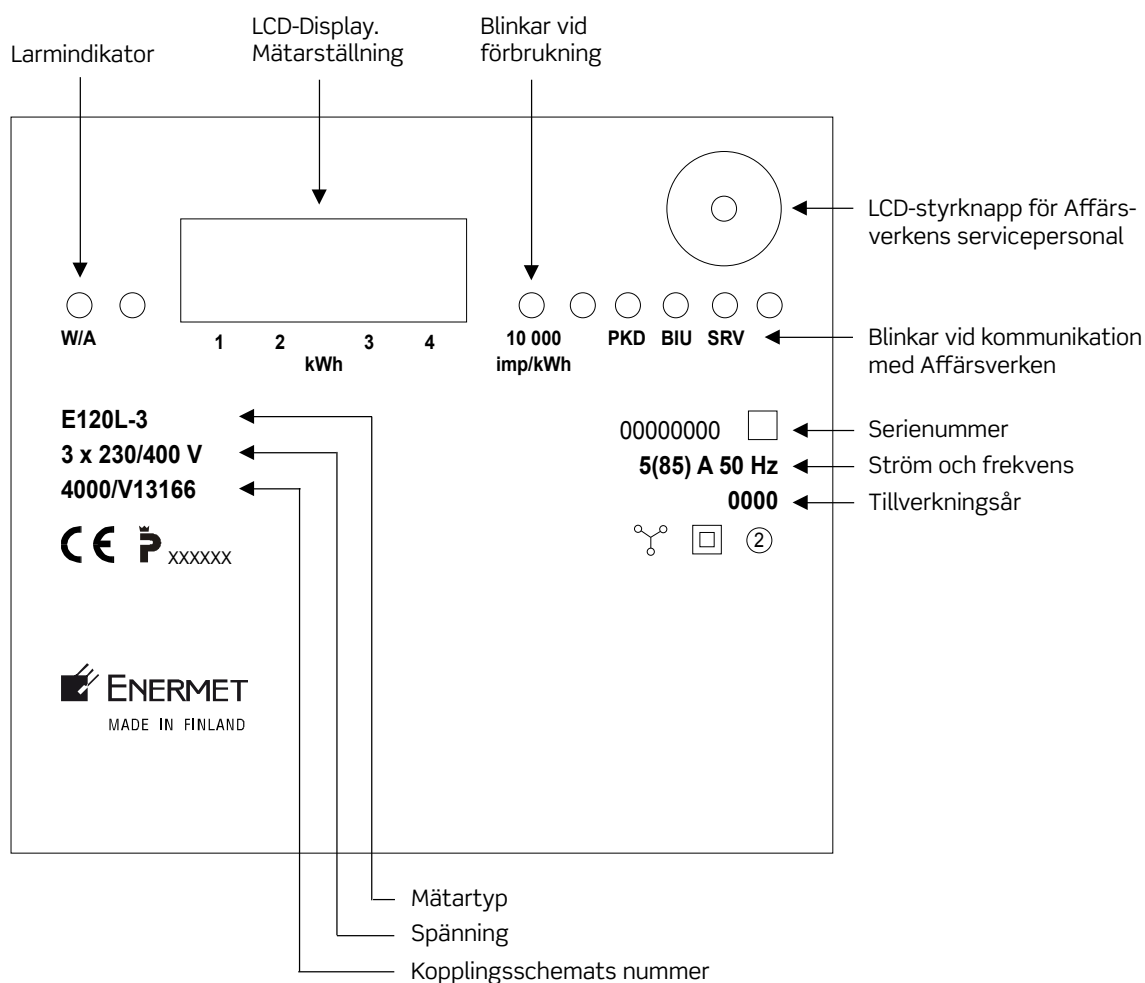 Larmindikator
LCD-Display.
Mätarställning
Blinkar vid
förbrukning
LCD-styrknapp för Affärs-
verkens servicepersonal
W/A
1 2 3 4
kWh
10 000
imp/kWh
PKD BIU SRV
Blinkar vid kommunikation
med Affärsverken
E120L-3
3 x 230/400 V
4000/V13166
CE P XXXXXX
00000000
Serienummer
5(85) A 50 Hz
Ström och frekvens
0000
Tillverkningsår
2
ENERMET
MADE IN FINLAND
Mätartyp
Spänning
Kopplingsschemats nummer